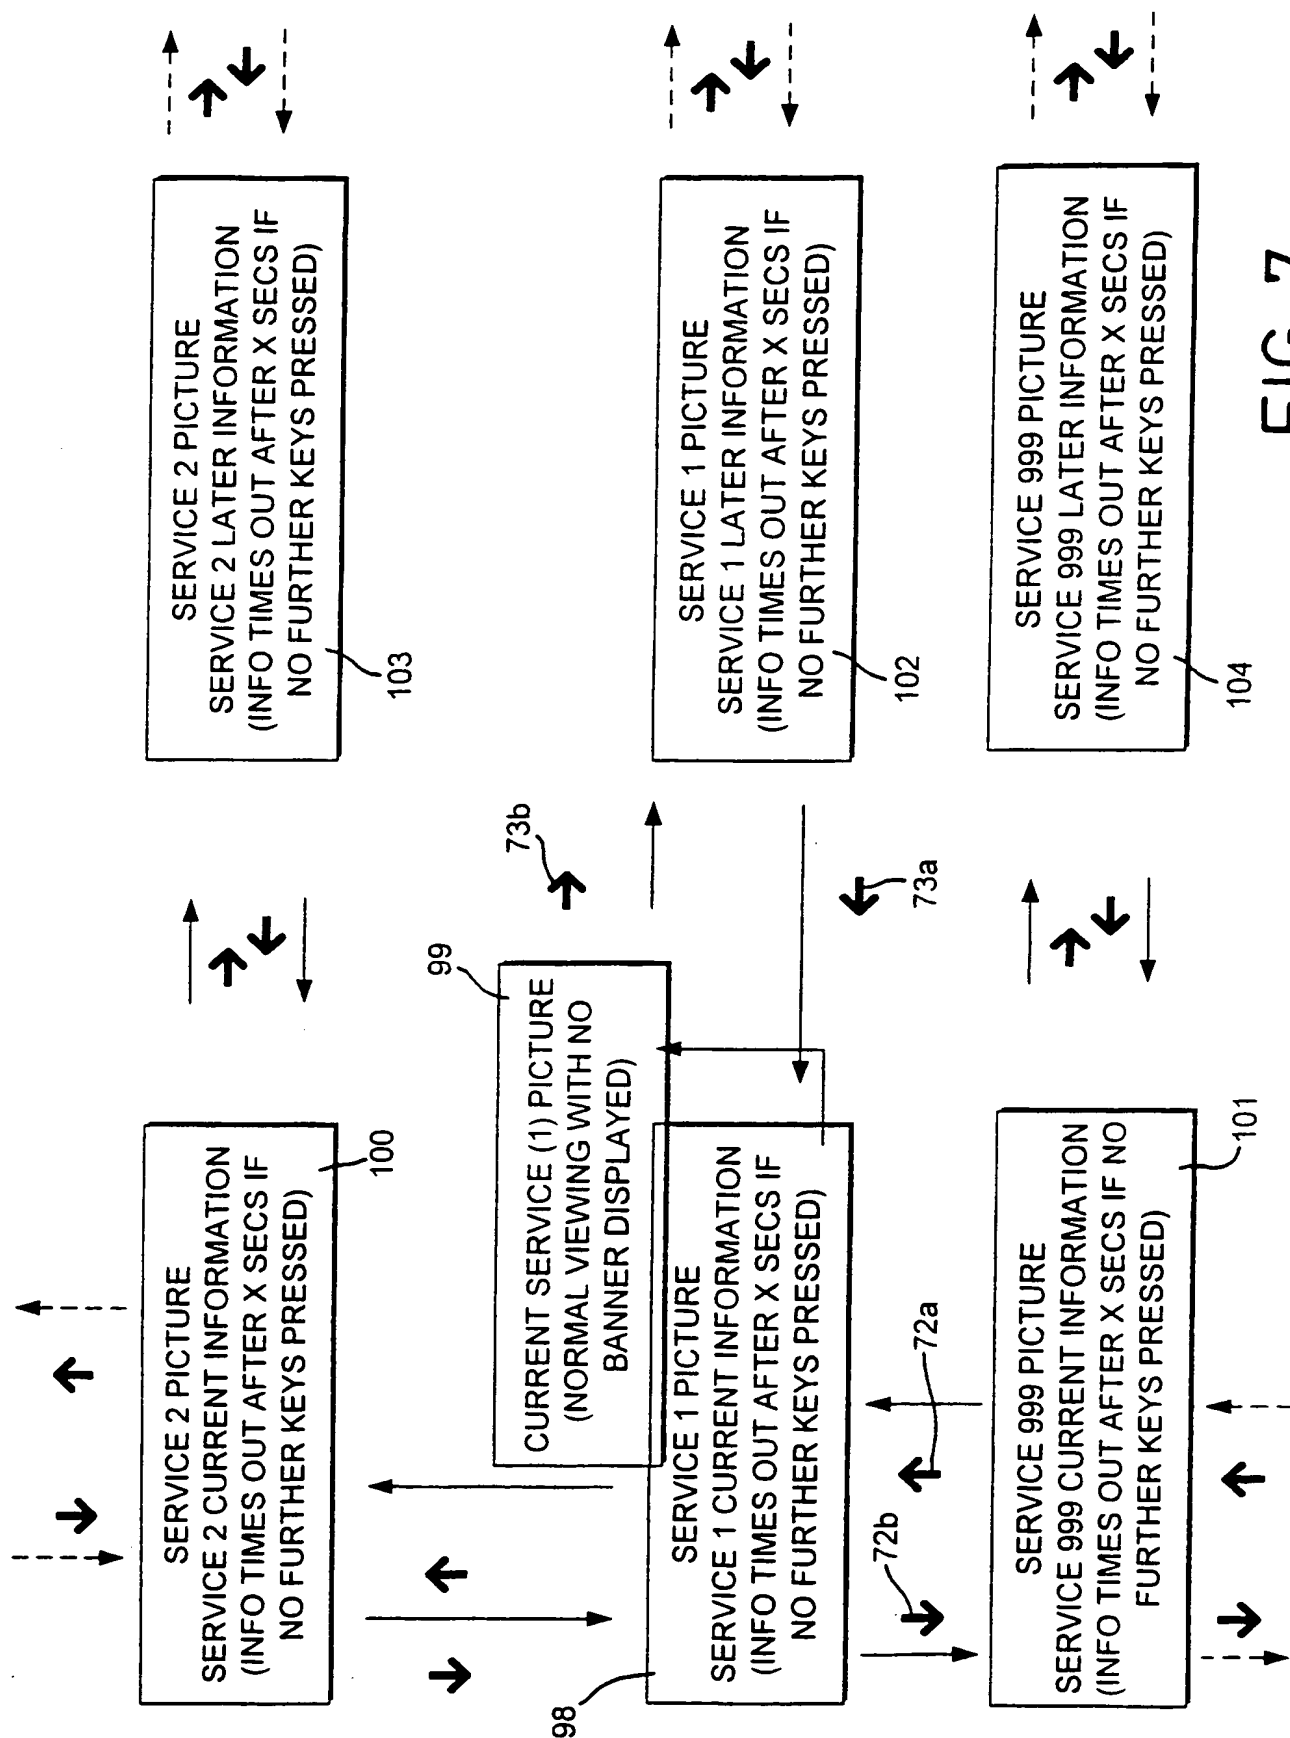 SERVICE 2 PICTURE
SERVICE 2 CURRENT INFORMATION
(INFO TIMES OUT AFTER X SECS IF
NO FURTHER KEYS PRESSED)
100
SERVICE 2 PICTURE
SERVICE 2 LATER INFORMATION
(INFO TIMES OUT AFTER X SECS IF
NO FURTHER KEYS PRESSED)
103
99
CURRENT SERVICE (1) PICTURE
(NORMAL VIEWING WITH NO
BANNER DISPLAYED)
73b
98
SERVICE 1 PICTURE
SERVICE 1 CURRENT INFORMATION
(INFO TIMES OUT AFTER X SECS IF
NO FURTHER KEYS PRESSED)
SERVICE 1 PICTURE
SERVICE 1 LATER INFORMATION
(INFO TIMES OUT AFTER X SECS IF
NO FURTHER KEYS PRESSED)
102
73a
72b
72a
SERVICE 999 PICTURE
SERVICE 999 CURRENT INFORMATION
(INFO TIMES OUT AFTER X SECS IF NO
FURTHER KEYS PRESSED)
101
SERVICE 999 PICTURE
SERVICE 999 LATER INFORMATION
(INFO TIMES OUT AFTER X SECS IF
NO FURTHER KEYS PRESSED)
104
FIG. 7